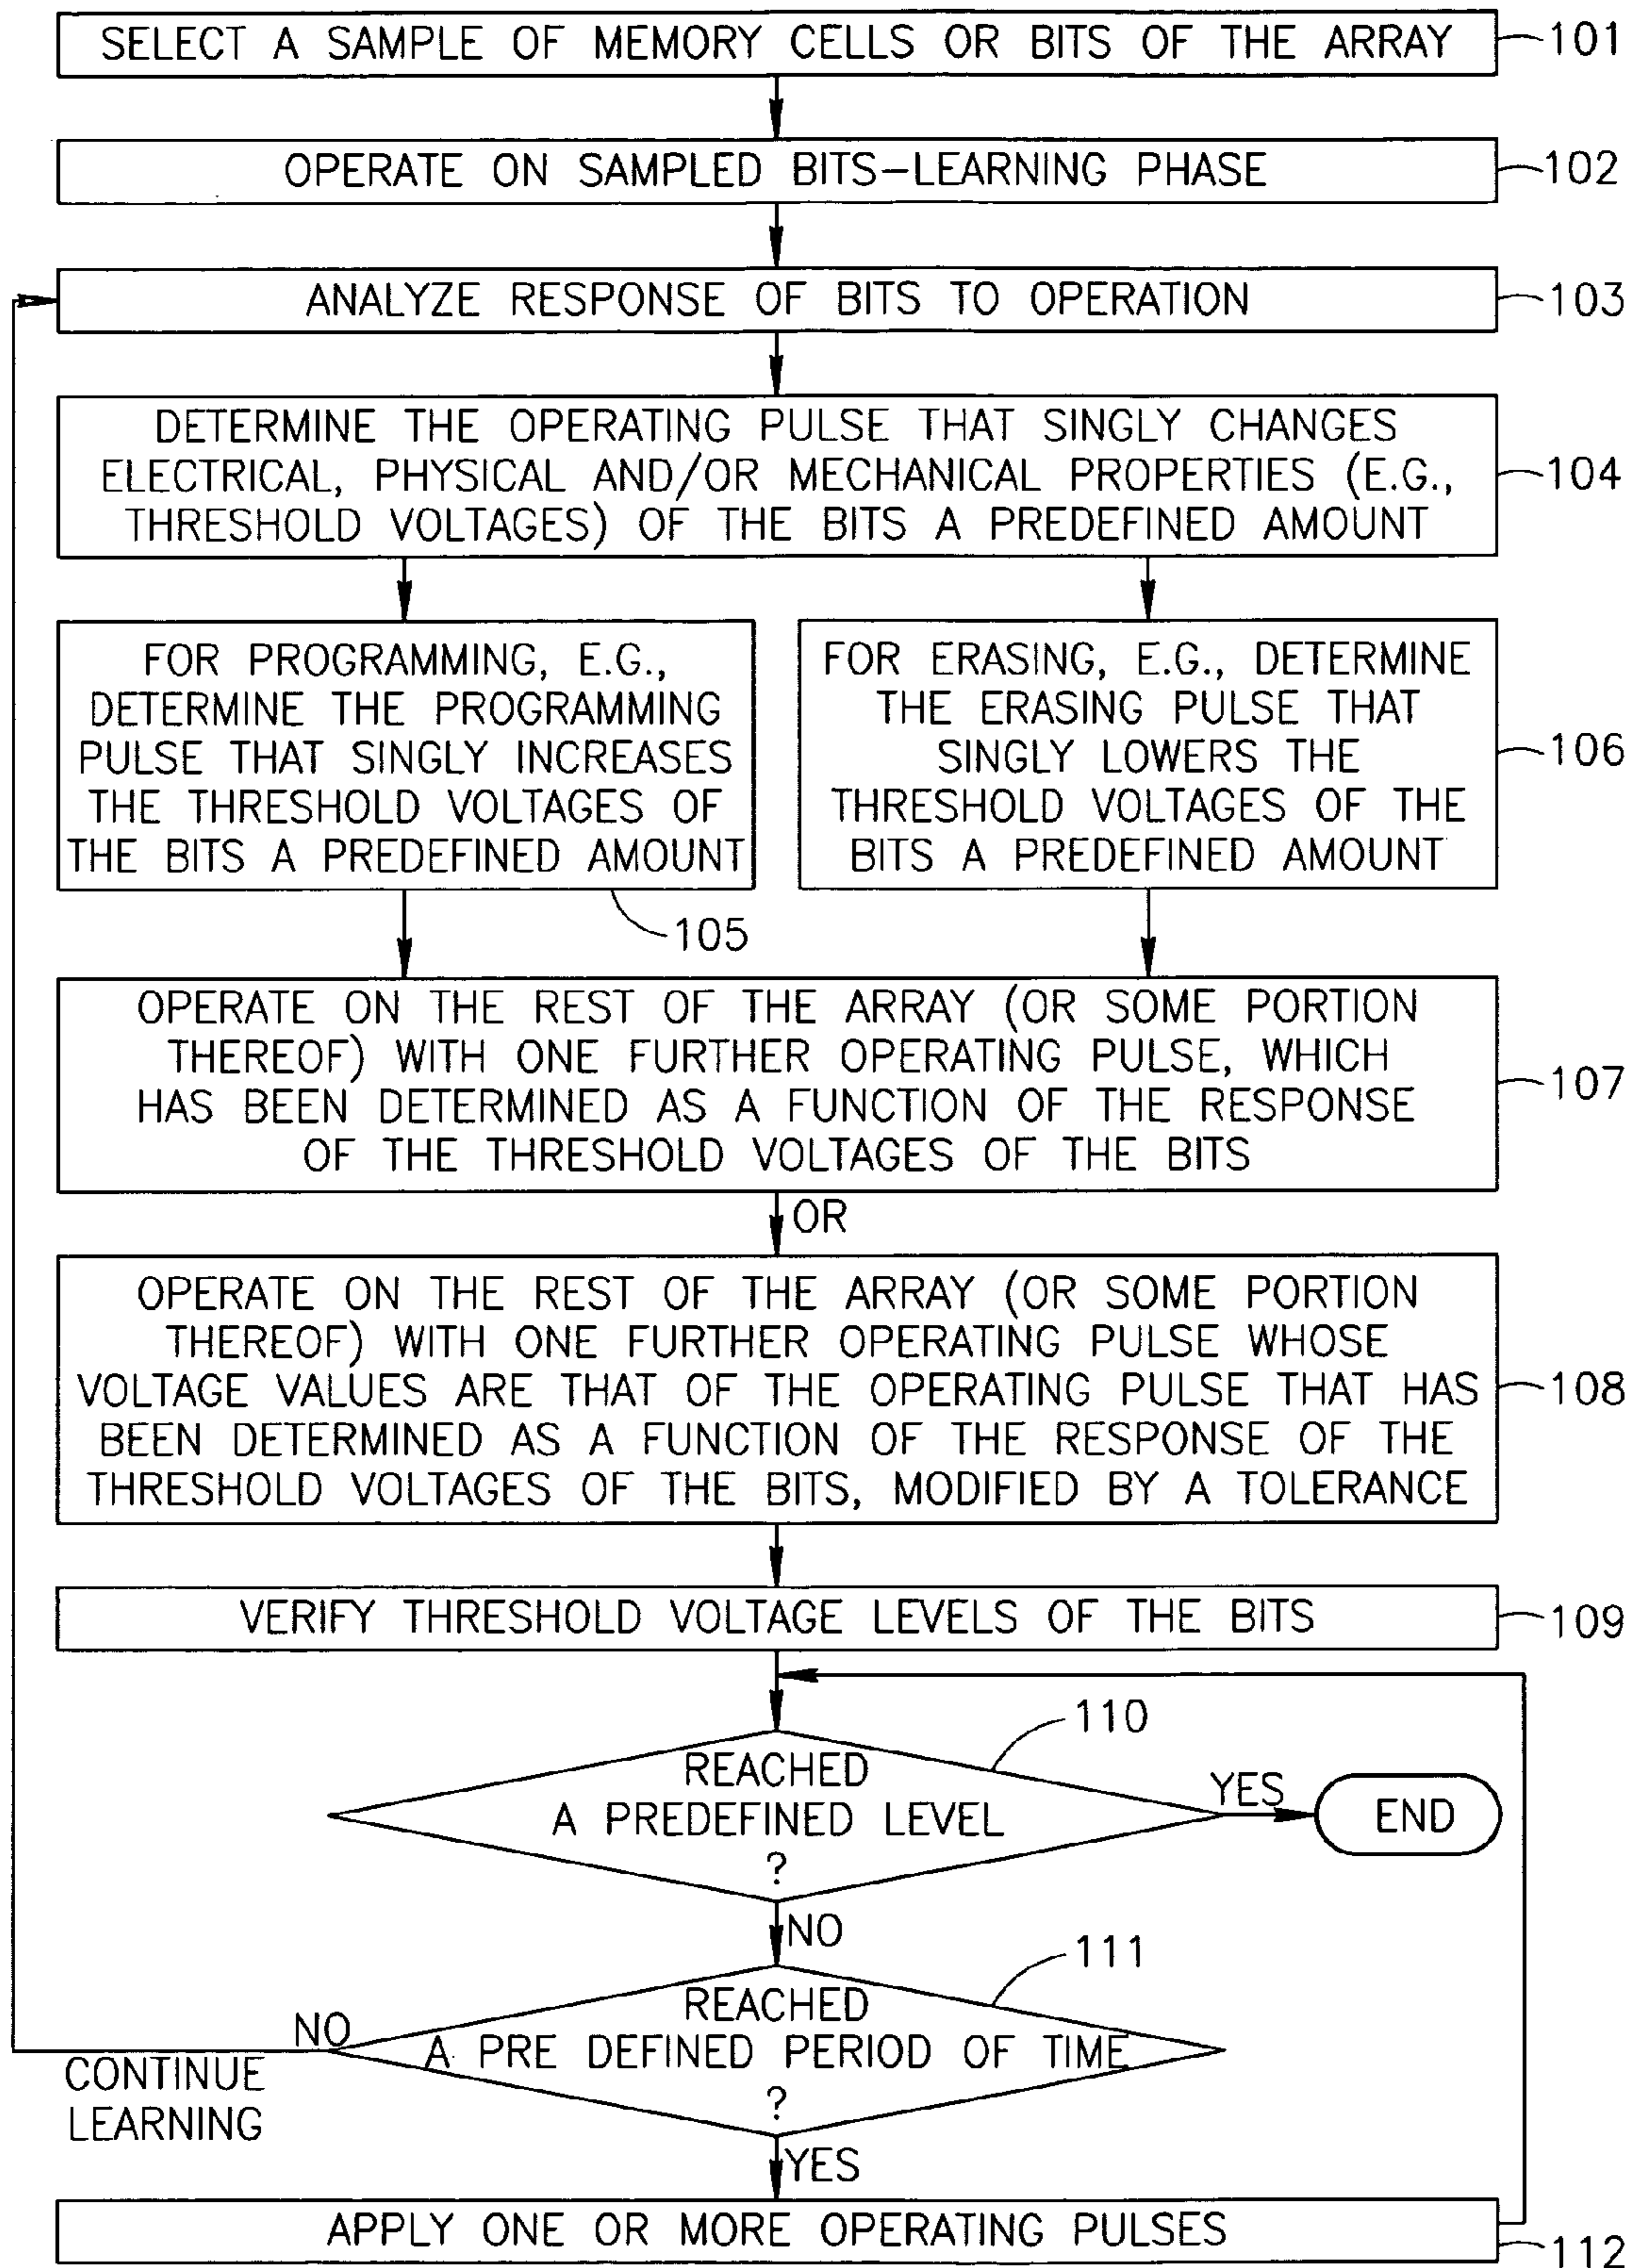 SELECT A SAMPLE OF MEMORY CELLS OR BITS OF THE ARRAY
101
OPERATE ON SAMPLED BITS-LEARNING PHASE
102
ANALYZE RESPONSE OF BITS TO OPERATION
103
DETERMINE THE OPERATING PULSE THAT SINGLY CHANGES
ELECTRICAL, PHYSICAL AND/OR MECHANICAL PROPERTIES (E.G.,
THRESHOLD VOLTAGES) OF THE BITS A PREDEFINED AMOUNT
104
FOR PROGRAMMING, E.G.,
DETERMINE THE PROGRAMMING
PULSE THAT SINGLY INCREASES
THE THRESHOLD VOLTAGES OF
THE BITS A PREDEFINED AMOUNT
105
FOR ERASING, E.G., DETERMINE
THE ERASING PULSE THAT
SINGLY LOWERS THE
THRESHOLD VOLTAGES OF THE
BITS A PREDEFINED AMOUNT
106
OPERATE ON THE REST OF THE ARRAY (OR SOME PORTION
THEREOF) WITH ONE FURTHER OPERATING PULSE, WHICH
HAS BEEN DETERMINED AS A FUNCTION OF THE RESPONSE
OF THE THRESHOLD VOLTAGES OF THE BITS
107
OR
OPERATE ON THE REST OF THE ARRAY (OR SOME PORTION
THEREOF) WITH ONE FURTHER OPERATING PULSE WHOSE
VOLTAGE VALUES ARE THAT OF THE OPERATING PULSE THAT HAS
BEEN DETERMINED AS A FUNCTION OF THE RESPONSE OF THE
THRESHOLD VOLTAGES OF THE BITS, MODIFIED BY A TOLERANCE
108
VERIFY THRESHOLD VOLTAGE LEVELS OF THE BITS
109
110
REACHED
A PREDEFINED LEVEL
?
YES
END
NO
111
REACHED
A PRE DEFINED PERIOD OF TIME
?
NO
CONTINUE
LEARNING
YES
APPLY ONE OR MORE OPERATING PULSES
112